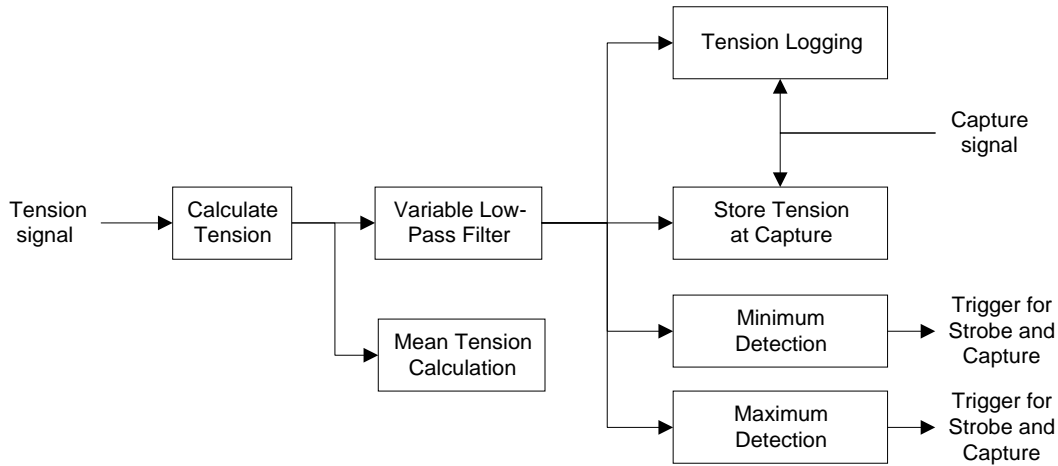 Tension Logging
Capture
signal
Tension
signal
Calculate
Tension
Variable Low-
Pass Filter
Store Tension
at Capture
Mean Tension
Calculation
Minimum
Detection
Trigger for
Strobe and
Capture
Maximum
Detection
Trigger for
Strobe and
Capture